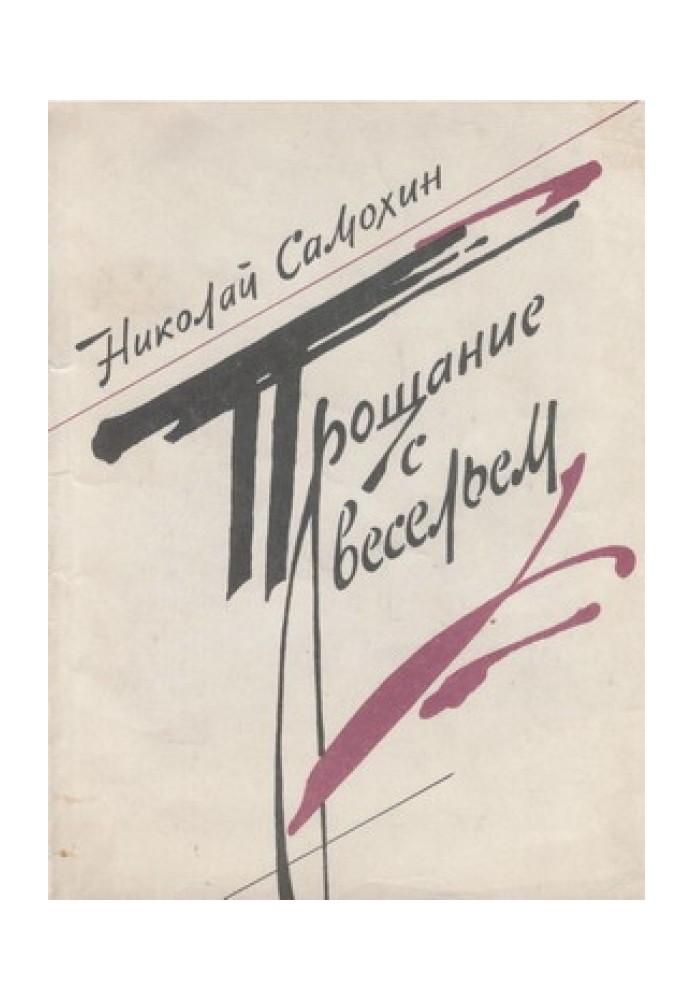 Николай Самохин
Прощание
с
весельем